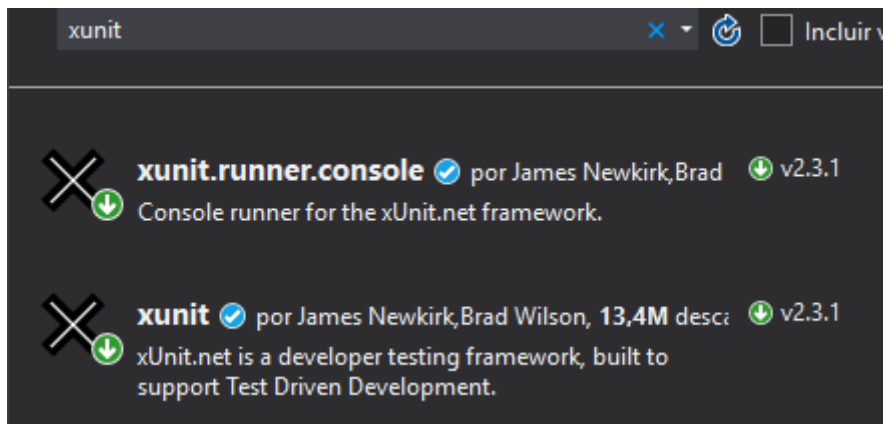 xunit
Incluir
xunit.runner.console por James Newkirk,Brad v2.3.1
Console runner for the xUnit.net framework.
xunit por James Newkirk,Brad Wilson, 13,4M desca v2.3.1
xUnit.net is a developer testing framework, built to
support Test Driven Development.